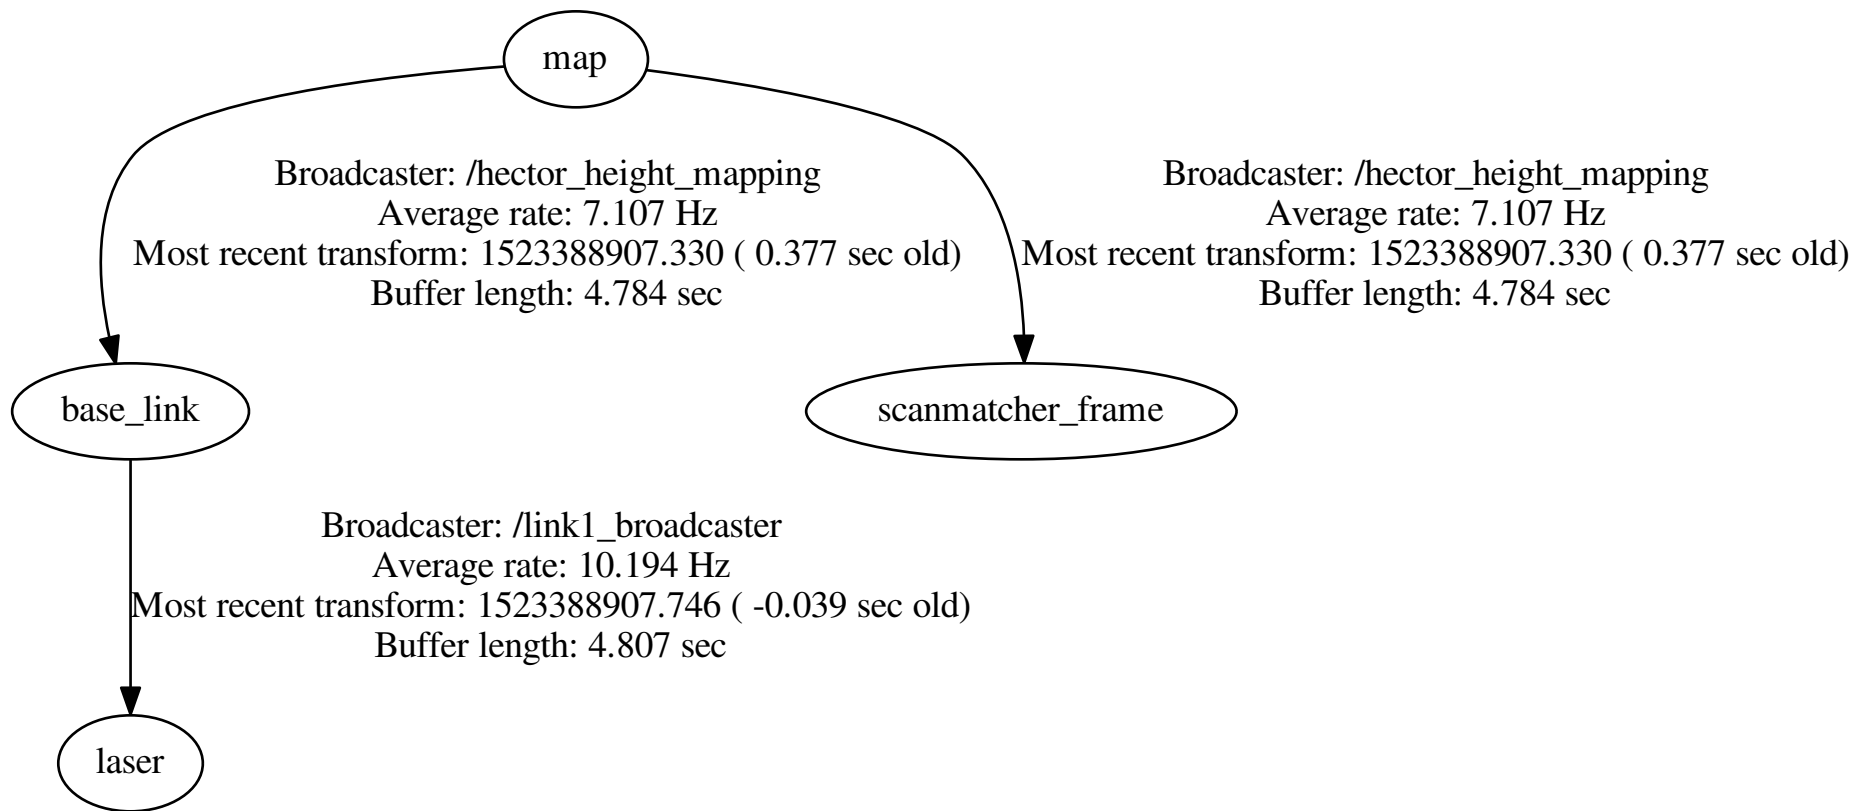 map
Broadcaster: /hector_height_mapping
Average rate: 7.107 Hz
Most recent transform: 1523388907.330 ( 0.377 sec old)
Buffer length: 4.784 sec
Broadcaster: /hector_height_mapping
Average rate: 7.107 Hz
Most recent transform: 1523388907.330 ( 0.377 sec old)
Buffer length: 4.784 sec
base_link
scanmatcher_frame
Broadcaster: /link1_broadcaster
Average rate: 10.194 Hz
Most recent transform: 1523388907.746 ( -0.039 sec old)
Buffer length: 4.807 sec
laser